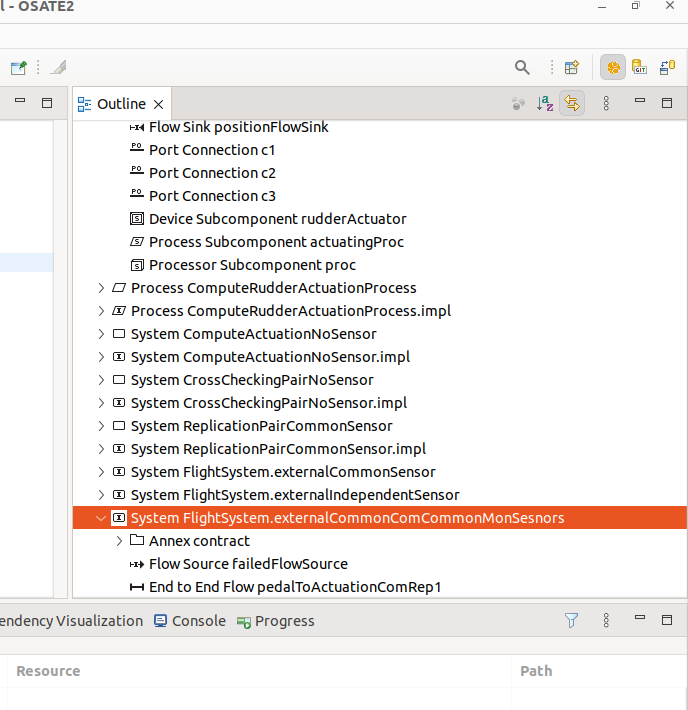 - OSATE2
Outline
Flow Sink positionFlowSink
Port Connection c1
Port Connection c2
Port Connection c3
Device Subcomponent rudderActuator
Process Subcomponent actuatingProc
Processor Subcomponent proc
Process ComputeRudderActuationProcess
Process ComputeRudderActuationProcess.impl
System ComputeActuationNoSensor
System ComputeActuationNoSensor.impl
System CrossCheckingPairNoSensor
System CrossCheckingPairNoSensor.impl
System ReplicationPairCommonSensor
System ReplicationPairCommonSensor.impl
System FlightSystem.externalCommonSensor
System FlightSystem.externalIndependentSensor
System FlightSystem.externalCommonComCommonMonSesnors
Annex contract
Flow Source failedFlowSource
End to End Flow pedalToActuationComRep1
endency Visualization Console Progress
Resource Path